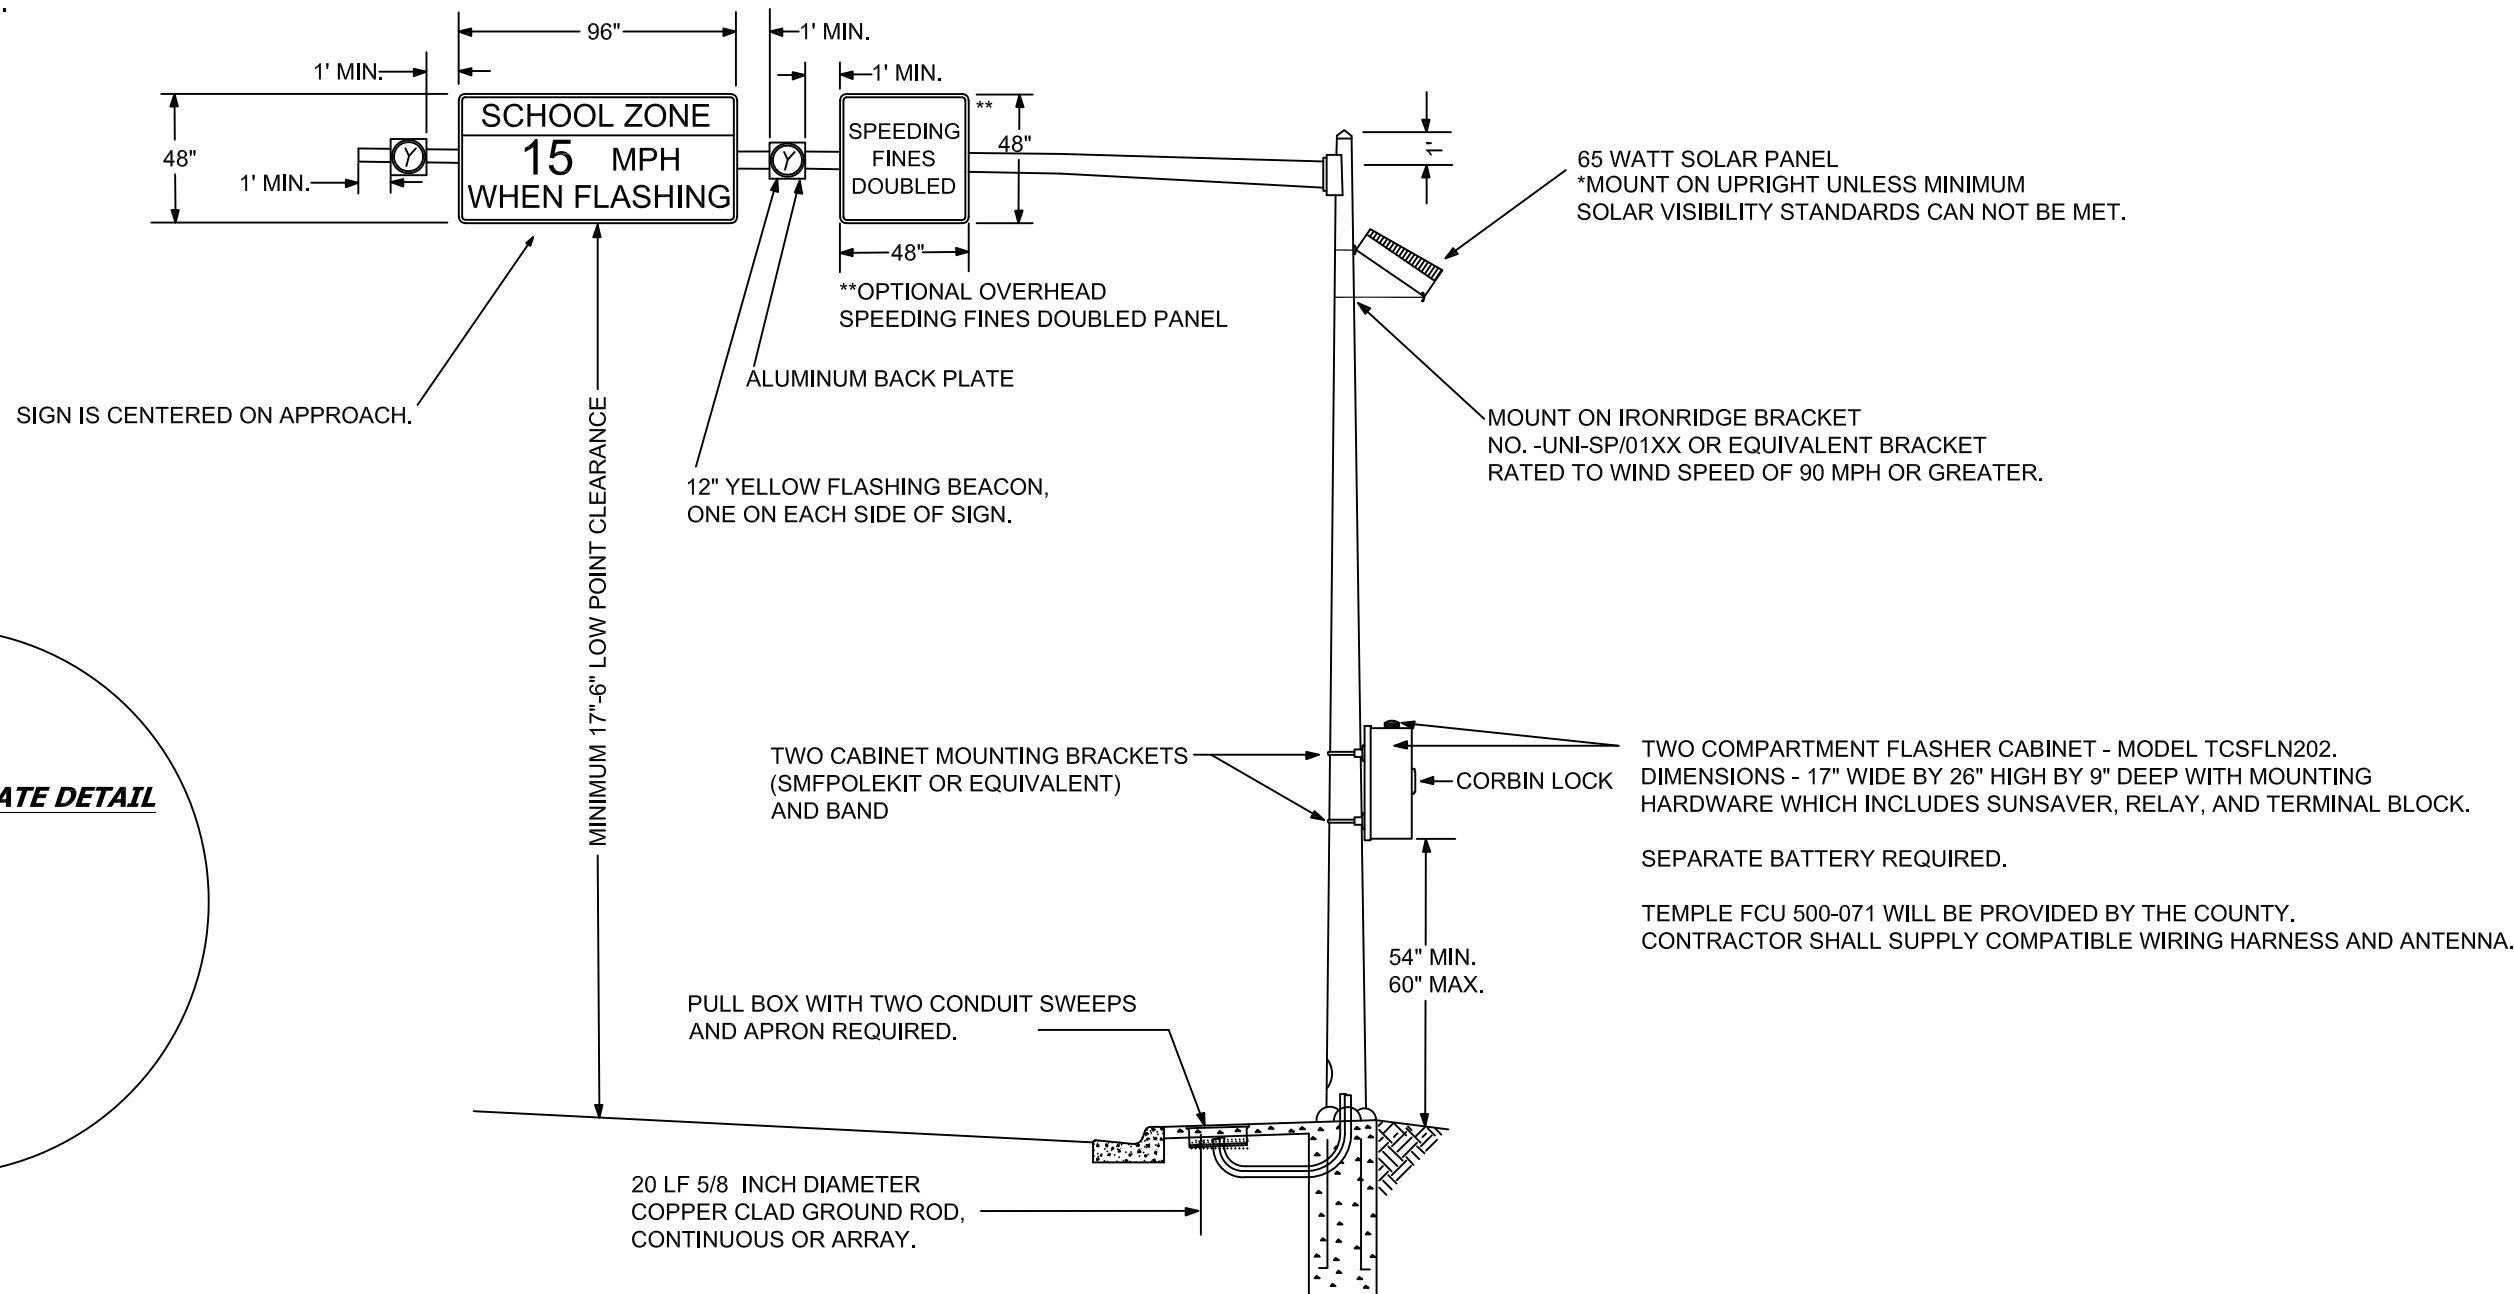 .
96"
1' MIN.
1' MIN.
1' MIN.
48"
1' MIN.
Y
SCHOOL ZONE
15 MPH
WHEN FLASHING
Y
SPEEDING
FINES
DOUBLED
**
48"
48"
**OPTIONAL OVERHEAD
SPEEDING FINES DOUBLED PANEL
1'
65 WATT SOLAR PANEL
*MOUNT ON UPRIGHT UNLESS MINIMUM
SOLAR VISIBILITY STANDARDS CAN NOT BE MET.
ALUMINUM BACK PLATE
SIGN IS CENTERED ON APPROACH.
MOUNT ON IRONRIDGE BRACKET
NO. -UNI-SP/01XX OR EQUIVALENT BRACKET
RATED TO WIND SPEED OF 90 MPH OR GREATER.
12" YELLOW FLASHING BEACON,
ONE ON EACH SIDE OF SIGN.
MINIMUM 17"-6" LOW POINT CLEARANCE
TWO CABINET MOUNTING BRACKETS
(SMFPOLEKIT OR EQUIVALENT)
AND BAND
CORBIN LOCK
TWO COMPARTMENT FLASHER CABINET - MODEL TCSFLN202.
DIMENSIONS - 17" WIDE BY 26" HIGH BY 9" DEEP WITH MOUNTING
HARDWARE WHICH INCLUDES SUNSAVER, RELAY, AND TERMINAL BLOCK.
SEPARATE BATTERY REQUIRED.
TEMPLE FCU 500-071 WILL BE PROVIDED BY THE COUNTY.
CONTRACTOR SHALL SUPPLY COMPATIBLE WIRING HARNESS AND ANTENNA.
ATE DETAIL
54" MIN.
60" MAX.
PULL BOX WITH TWO CONDUIT SWEEPS
AND APRON REQUIRED.
20 LF 5/8 INCH DIAMETER
COPPER CLAD GROUND ROD,
CONTINUOUS OR ARRAY.